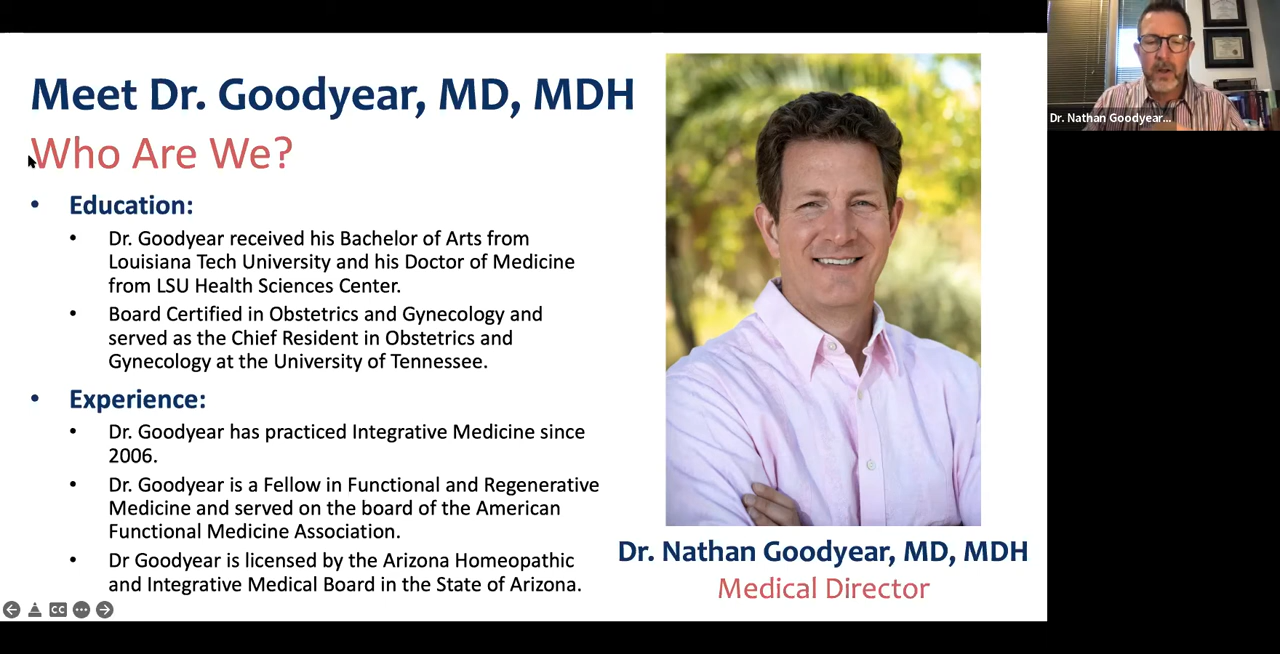 Meet Dr. Goodyear, MD, MDH
Who Are We?
• Education:
• Dr. Goodyear received his Bachelor of Arts from
Louisiana Tech University and his Doctor of Medicine
from LSU Health Sciences Center.
• Board Certified in Obstetrics and Gynecology and
served as the Chief Resident in Obstetrics and
Gynecology at the University of Tennessee.
• Experience:
• Dr. Goodyear has practiced Integrative Medicine since
2006.
• Dr. Goodyear is a Fellow in Functional and Regenerative
Medicine and served on the board of the American
Functional Medicine Association.
• Dr Goodyear is licensed by the Arizona Homeopathic
and Integrative Medical Board in the State of Arizona.
CC
Dr. Nathan Goodyear, MD, MDH
Medical Director
Dr. Nathan Goodyear...